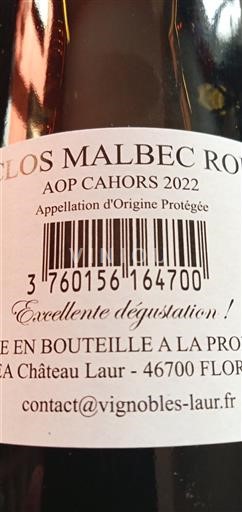 CLOS MALBEC
AOP CAHORS 2022
Appellation d'Origine Protégée
3 760156 164700
Excellente dégustation !
E EN BOUTEILLE A LA PRO
EA Château Laur - 46700 FLOR
contact@vignobles-laur.fr